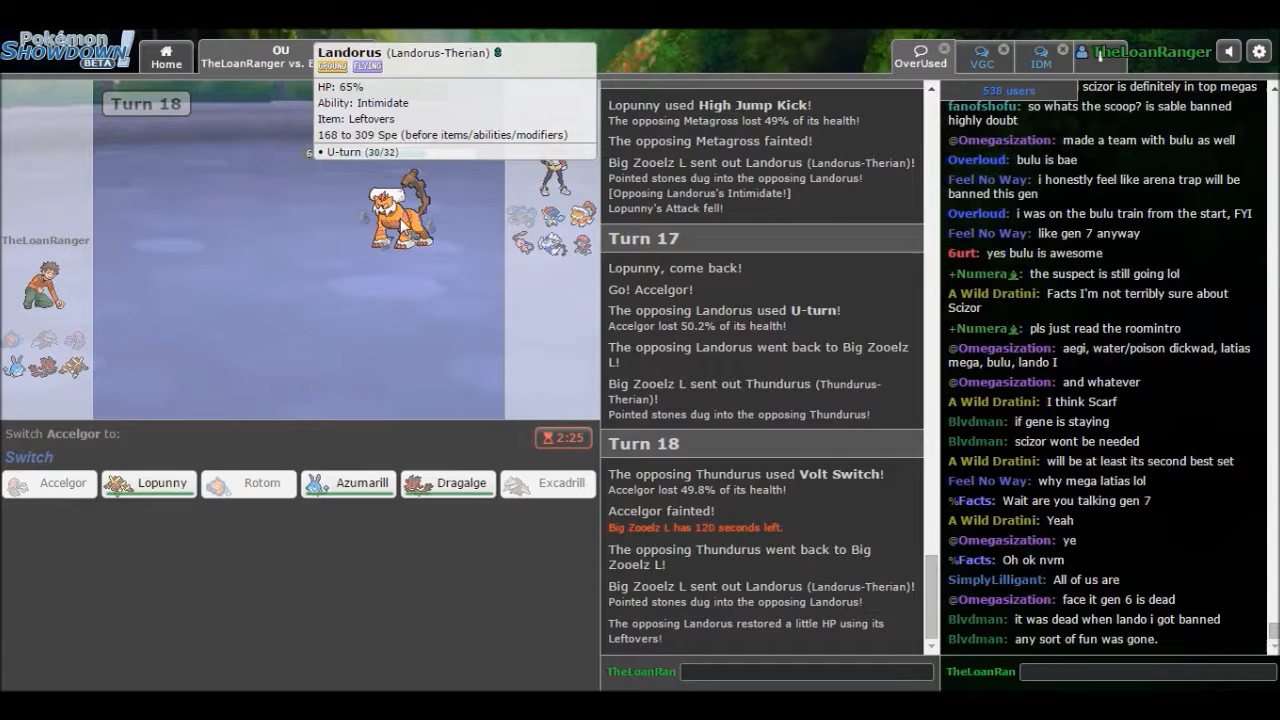 Pokémon
SHOWDOWN!
BETA
Home
OU
TheLoanRanger vs.
OverUsed
VGC
IDM
TheLoanRanger
Landorus (Landorus-Therian)
GROUND FLYING
HP: 65%
Ability: Intimidate
Item: Leftovers
168 to 309 Spe (before items/abilities/modifiers)
• U-turn (30/32)
Turn 18
TheLoanRanger
Switch Accelgor to:
2:25
Switch
Accelgor
Lopunny
Rotom
Azumarill
Dragalge
Excadrill
Lopunny used High Jump Kick!
The opposing Metagross lost 49% of its health!
The opposing Metagross fainted!
Big Zooelz L sent out Landorus (Landorus-Therian)!
Pointed stones dug into the opposing Landorus!
[Opposing Landorus's Intimidate!]
Lopunny's Attack fell!
Turn 17
Lopunny, come back!
Go! Accelgor!
The opposing Landorus used U-turn!
Accelgor lost 50.2% of its health!
The opposing Landorus went back to Big Zooelz
L!
Big Zooelz L sent out Thundurus (Thundurus-
Therian)!
Pointed stones dug into the opposing Thundurus!
Turn 18
The opposing Thundurus used Volt Switch!
Accelgor lost 49.8% of its health!
Accelgor fainted!
Big Zooelz L has 120 seconds left.
The opposing Thundurus went back to Big
Zooelz L!
Big Zooelz L sent out Landorus (Landorus-Therian)!
Pointed stones dug into the opposing Landorus!
The opposing Landorus restored a little HP using its
Leftovers!
TheLoanRan
538 users
scizor is definitely in top megas
fanofshofu: so whats the scoop? is sable banned
highly doubt
@Omegasization: made a team with bulu as well
Overloud: bulu is bae
Feel No Way: i honestly feel like arena trap will be
banned this gen
Overloud: i was on the bulu train from the start, FYI
Feel No Way: like gen 7 anyway
6urt: yes bulu is awesome
+Numera: the suspect is still going lol
A Wild Dratini: Facts I'm not terribly sure about
Scizor
+Numera: pls just read the roomintro
@Omegasization: aegi, water/poison dickwad, latias
mega, bulu, lando I
@Omegasization: and whatever
A Wild Dratini: I think Scarf
Blvdman: if gene is staying
Blvdman: scizor wont be needed
A Wild Dratini: will be at least its second best set
Feel No Way: why mega latias lol
%Facts: Wait are you talking gen 7
A Wild Dratini: Yeah
@Omegasization: ye
%Facts: Oh ok nvm
SimplyLilligant: All of us are
@Omegasization: face it gen 6 is dead
Blvdman: it was dead when lando i got banned
Blvdman: any sort of fun was gone.
TheLoanRan